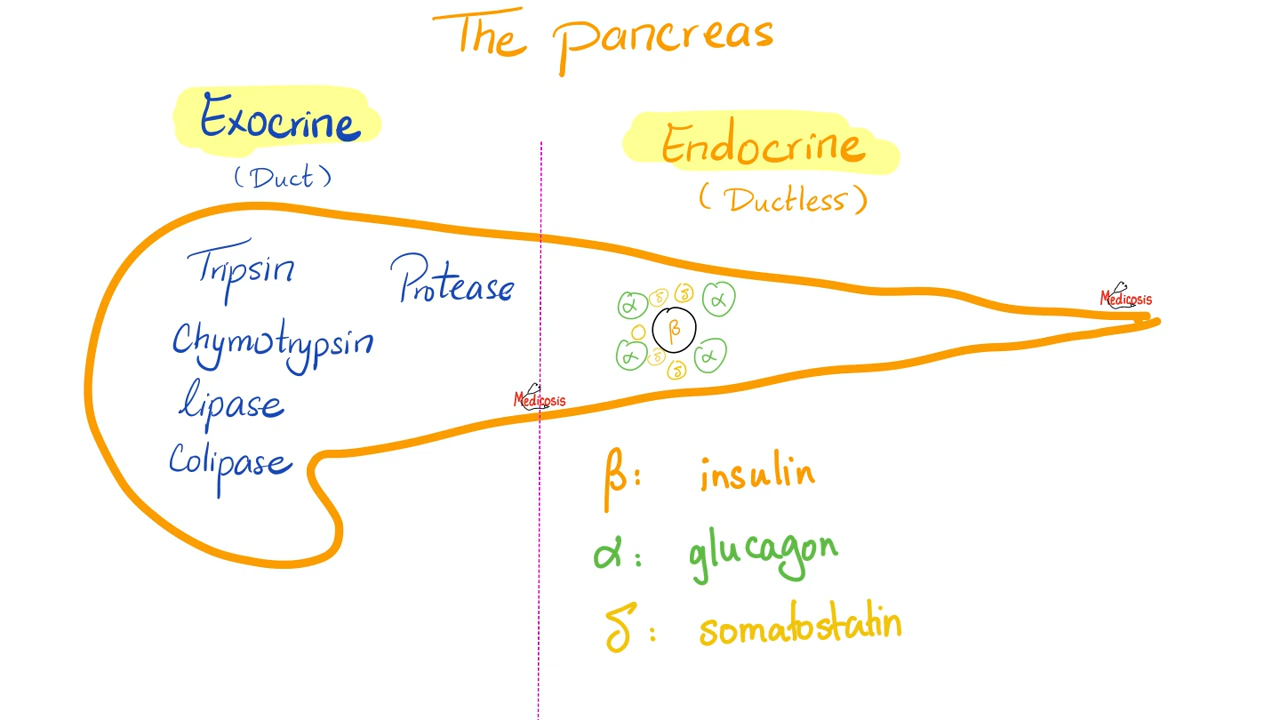 The pancreas
Exocrine
(Duct)
Endocrine
(Ductless)
Tripsin
Protease
Chymotrypsin
lipase
Colipase
α δ δ α
β
α δ α
δ
Medicosis
Medicosis
β: insulin
α: glucagon
δ: somatostatin